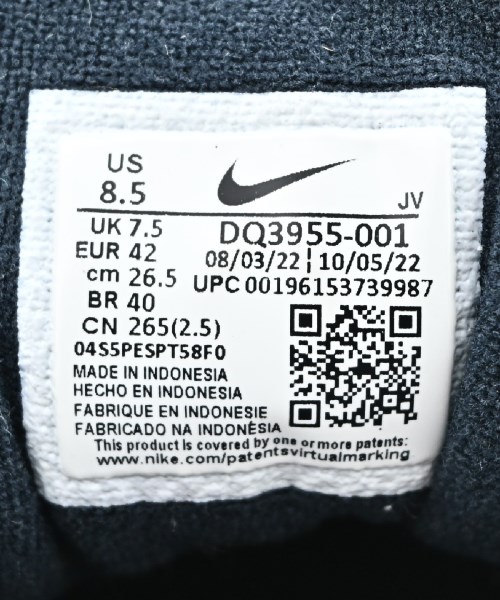 US
8.5
JV
UK 7.5
EUR 42
cm 26.5
BR 40
CN 265(2.5)
DQ3955-001
08/03/22 | 10/05/22
UPC 00196153739987
04S5PESPT58F0
MADE IN INDONESIA
HECHO EN INDONESIA
FABRIQUE EN INDONESIE
FABRICADO NA INDONÉSIA
This product is covered by one or more patents:
www.nike.com/patentsvirtualmarking